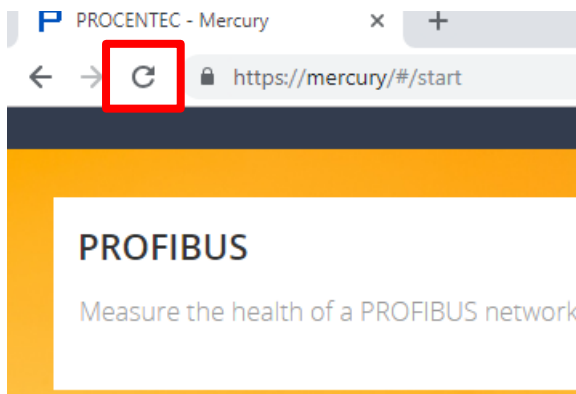 PROCENTEC - Mercury
https://mercury/#/start
PROFIBUS
Measure the health of a PROFIBUS network